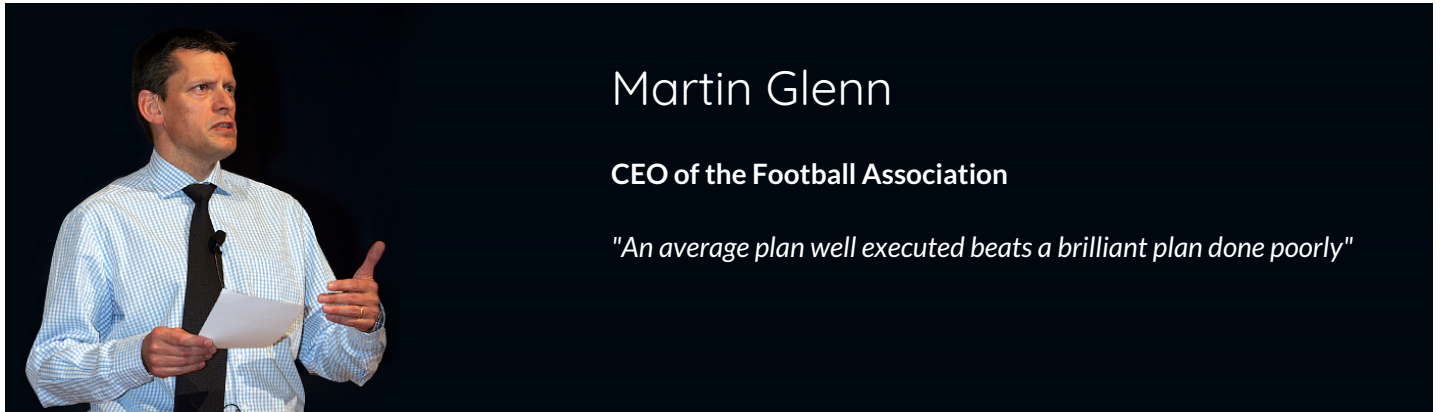 Martin Glenn
CEO of the Football Association
"An average plan well executed beats a brilliant plan done poorly"